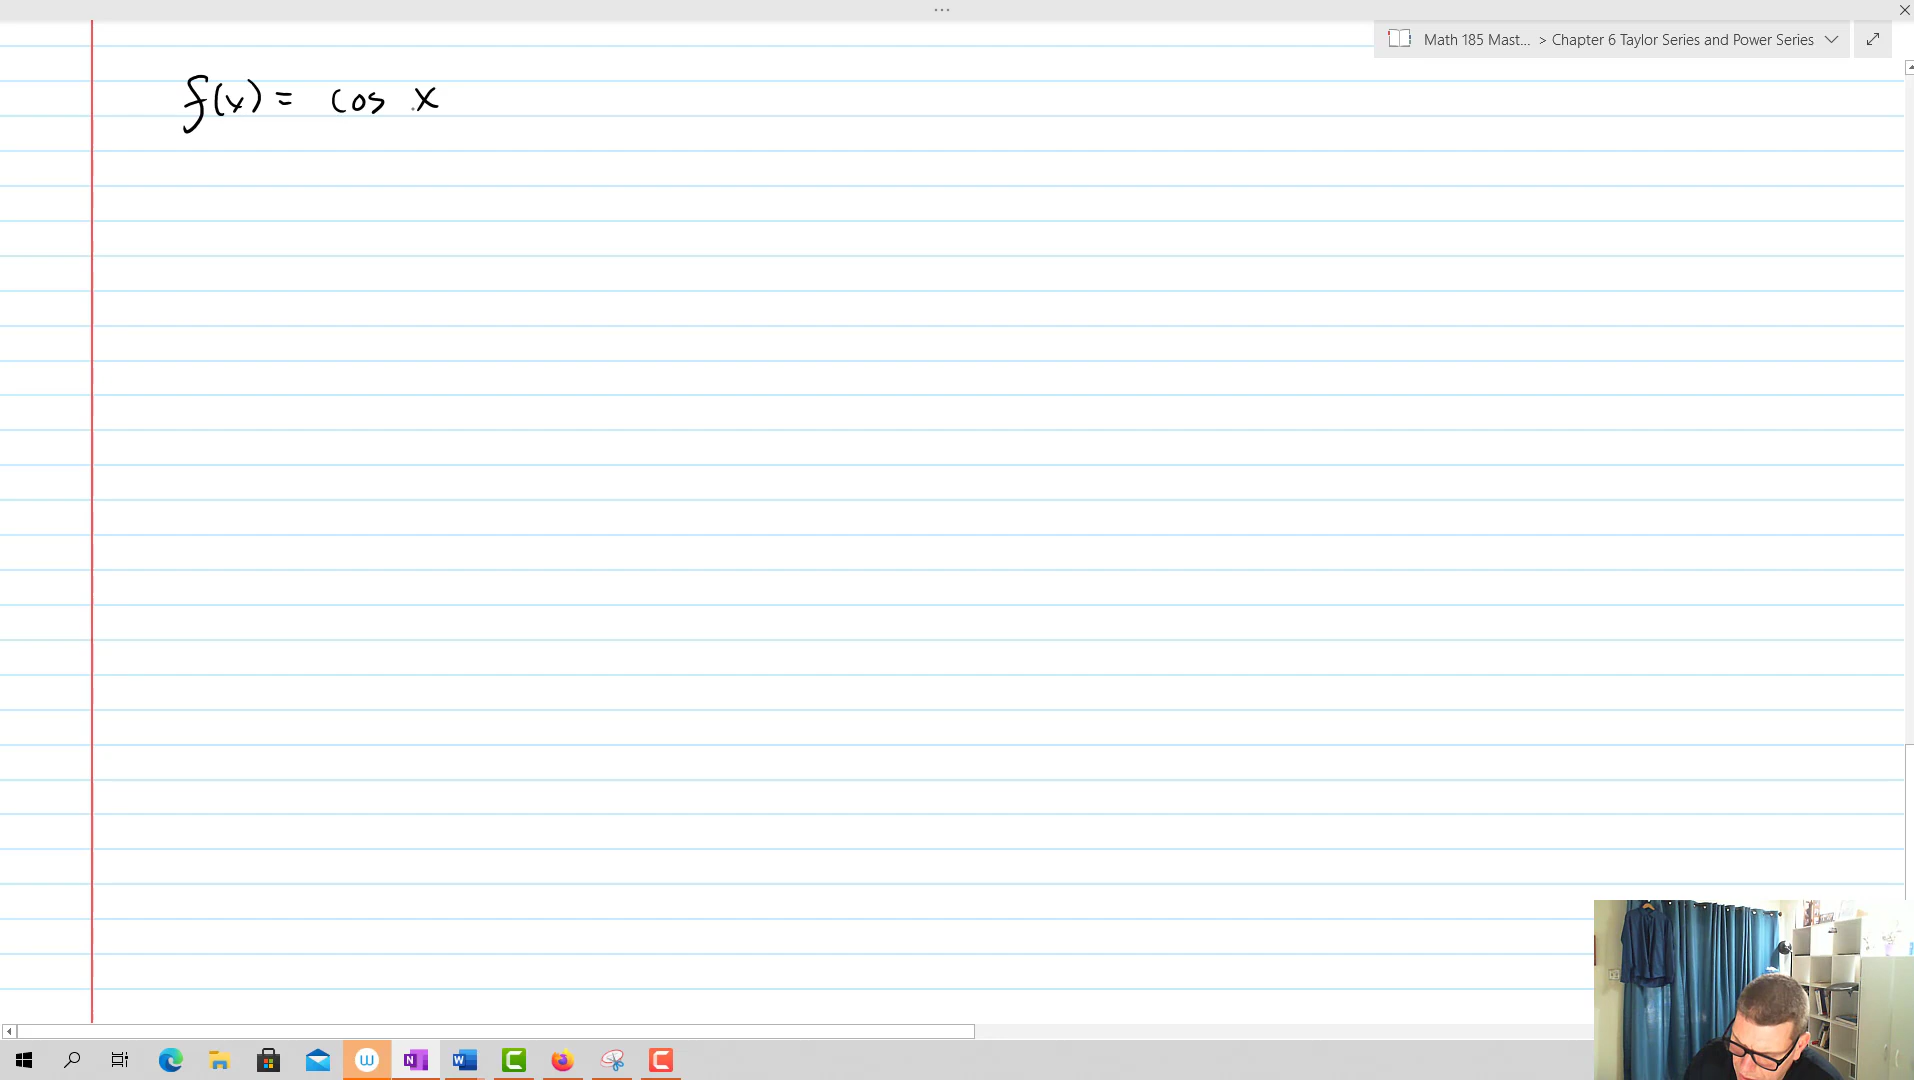 Math 185 Mast... > Chapter 6 Taylor Series and Power Series
f(x) = cos x